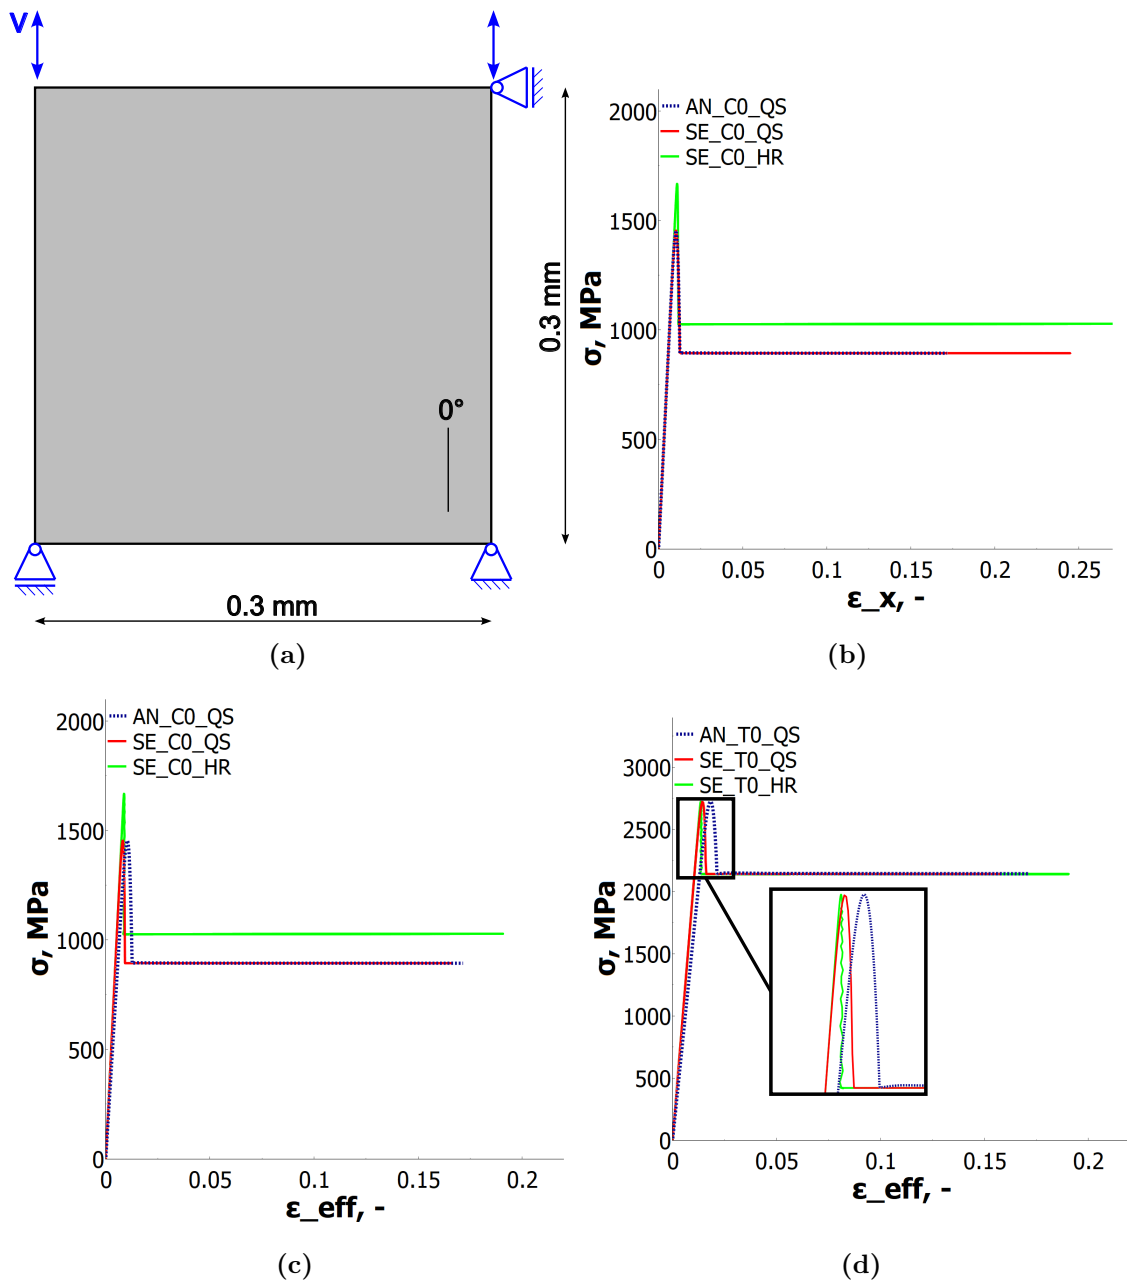 V
0°
0.3 mm
0.3 mm
(a)
AN_C0_QS
SE_C0_QS
SE_C0_HR
2000
1500
1000
500
0
σ, MPa
0
0.05
0.1
0.15
0.2
0.25
ε_x, -
(b)
AN_C0_QS
SE_C0_QS
SE_C0_HR
2000
1500
1000
500
0
σ, MPa
0
0.05
0.1
0.15
0.2
ε_eff, -
(c)
AN_T0_QS
SE_T0_QS
SE_T0_HR
3000
2500
2000
1500
1000
500
0
σ, MPa
0
0.05
0.1
0.15
0.2
ε_eff, -
(d)